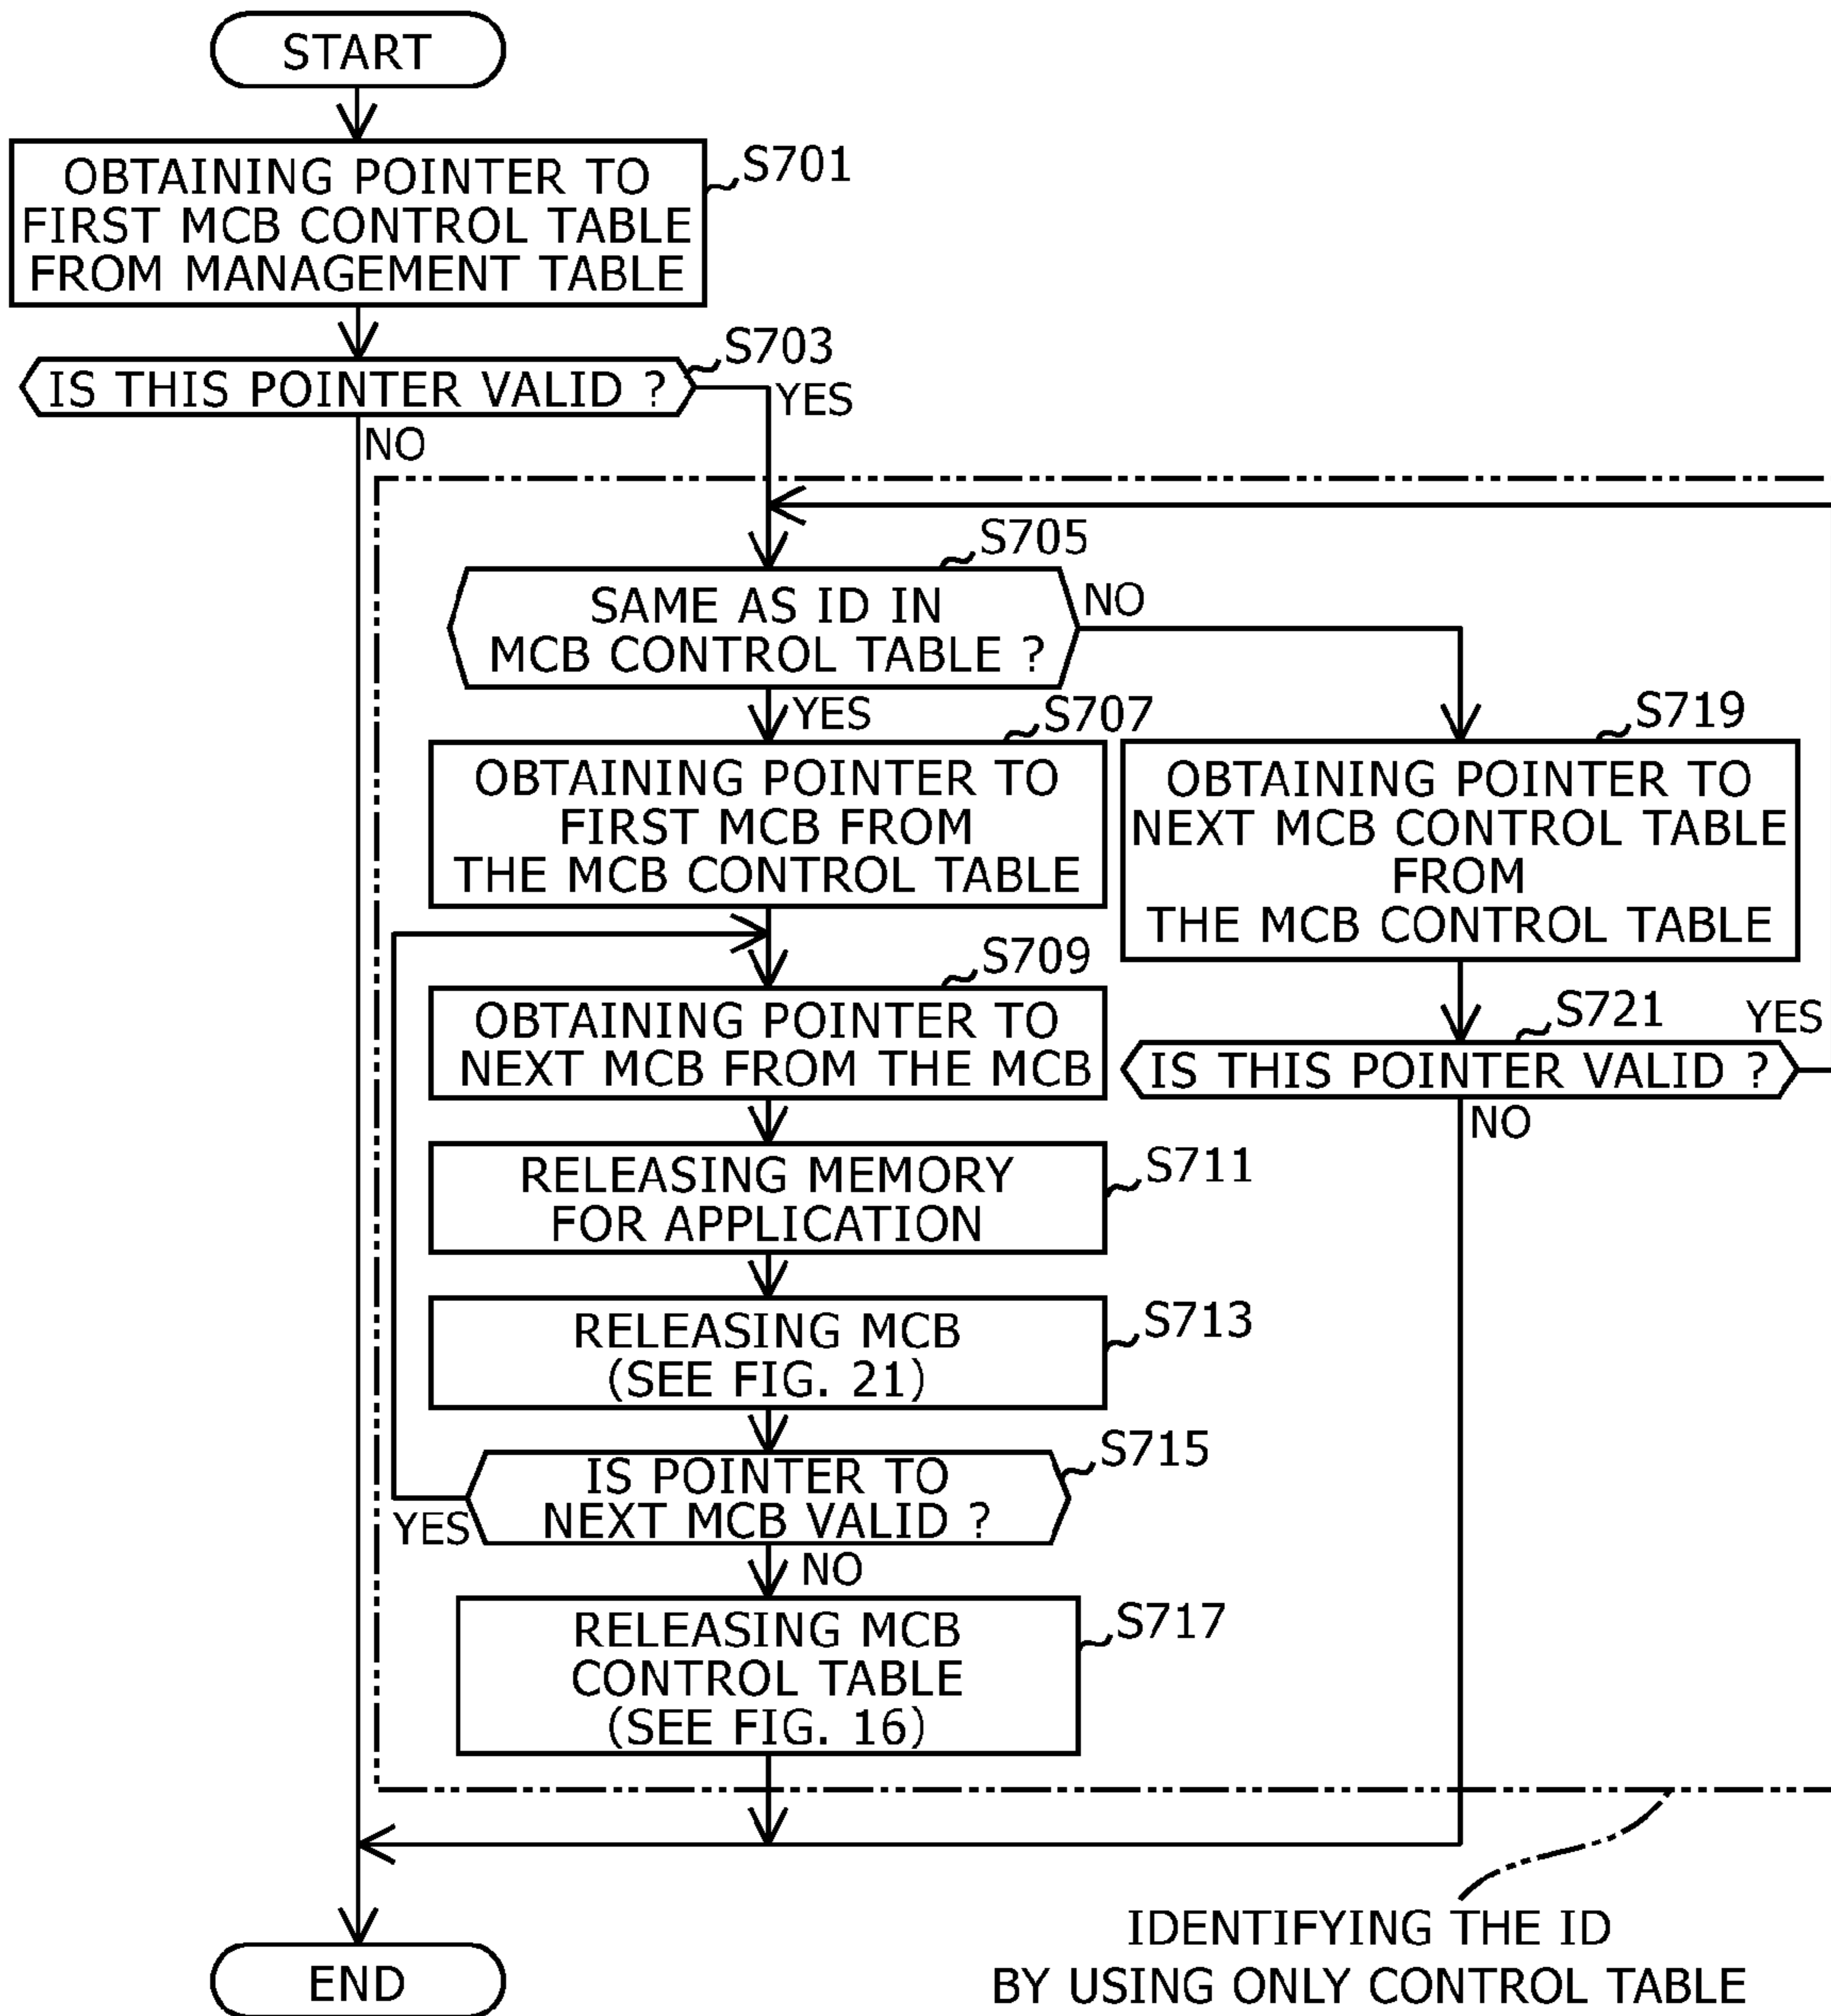 START
S701
OBTAINING POINTER TO
FIRST MCB CONTROL TABLE
FROM MANAGEMENT TABLE
S703
IS THIS POINTER VALID ?
YES
NO
S705
SAME AS ID IN
MCB CONTROL TABLE ?
NO
YES
S707
OBTAINING POINTER TO
FIRST MCB FROM
THE MCB CONTROL TABLE
S719
OBTAINING POINTER TO
NEXT MCB CONTROL TABLE
FROM
THE MCB CONTROL TABLE
S709
OBTAINING POINTER TO
NEXT MCB FROM THE MCB
S721
YES
IS THIS POINTER VALID ?
NO
S711
RELEASING MEMORY
FOR APPLICATION
S713
RELEASING MCB
(SEE FIG. 21)
S715
IS POINTER TO
NEXT MCB VALID ?
YES
NO
S717
RELEASING MCB
CONTROL TABLE
(SEE FIG. 16)
IDENTIFYING THE ID
BY USING ONLY CONTROL TABLE
END